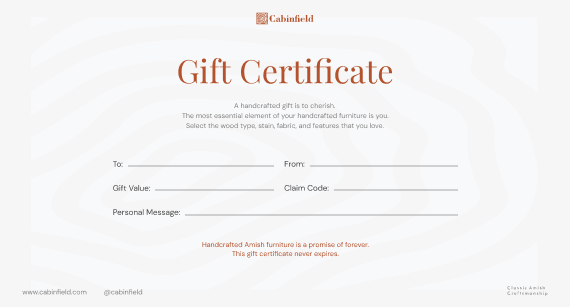 Cabinfield
Gift Certificate
A handcrafted gift is to cherish.
The most essential element of your handcrafted furniture is you.
Select the wood type, stain, fabric, and features that you love.
To: From:
Gift Value: Claim Code:
Personal Message:
Handcrafted Amish furniture is a promise of forever.
This gift certificate never expires.
www.cabinfield.com @cabinfield
Classic Amish
Craftsmanship